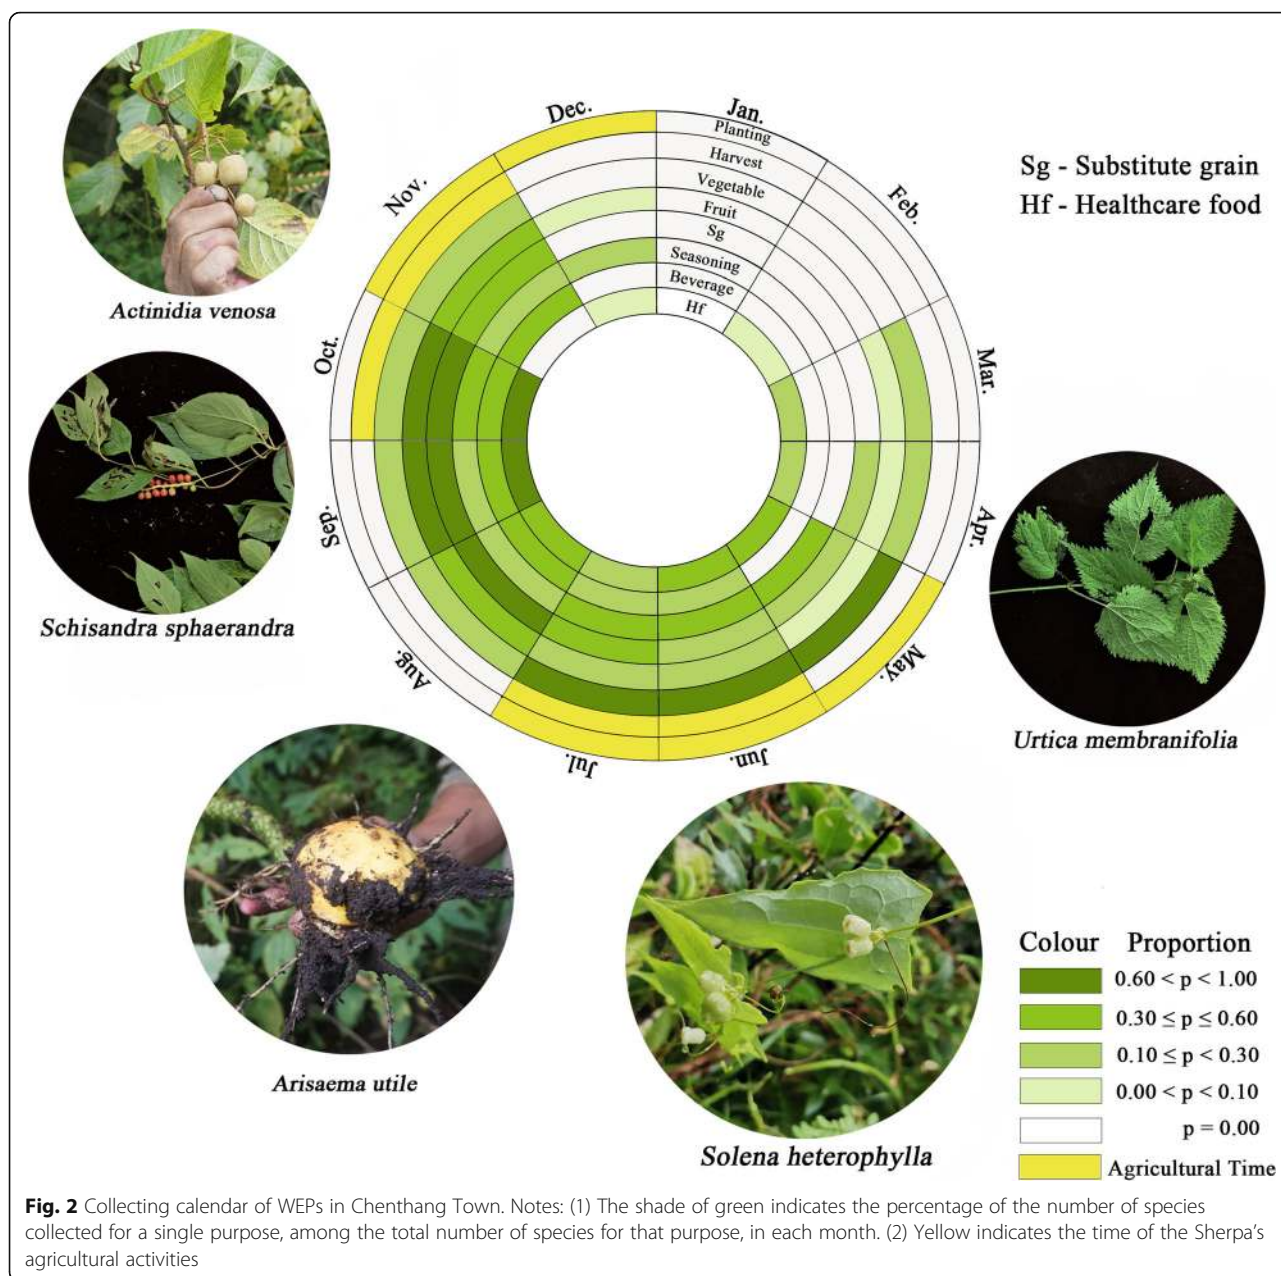 Dec.
Jan.
Planting
Harvest
Vegetable
Fruit
Sg
Seasoning
Beverage
Hf
Feb.
Mar.
Apr.
May.
Jun.
Jul.
Aug.
Sep.
Oct.
Nov.
Sg - Substitute grain
Hf - Healthcare food
Actinidia venosa
Schisandra sphaerandra
Urtica membranifolia
Arisaema utile
Solena heterophylla
Colour Proportion
0.60 < p < 1.00
0.30 ≤ p ≤ 0.60
0.10 ≤ p < 0.30
0.00 < p < 0.10
p = 0.00
Agricultural Time
Fig. 2 Collecting calendar of WEPs in Chenthang Town. Notes: (1) The shade of green indicates the percentage of the number of species
collected for a single purpose, among the total number of species for that purpose, in each month. (2) Yellow indicates the time of the Sherpa’s
agricultural activities